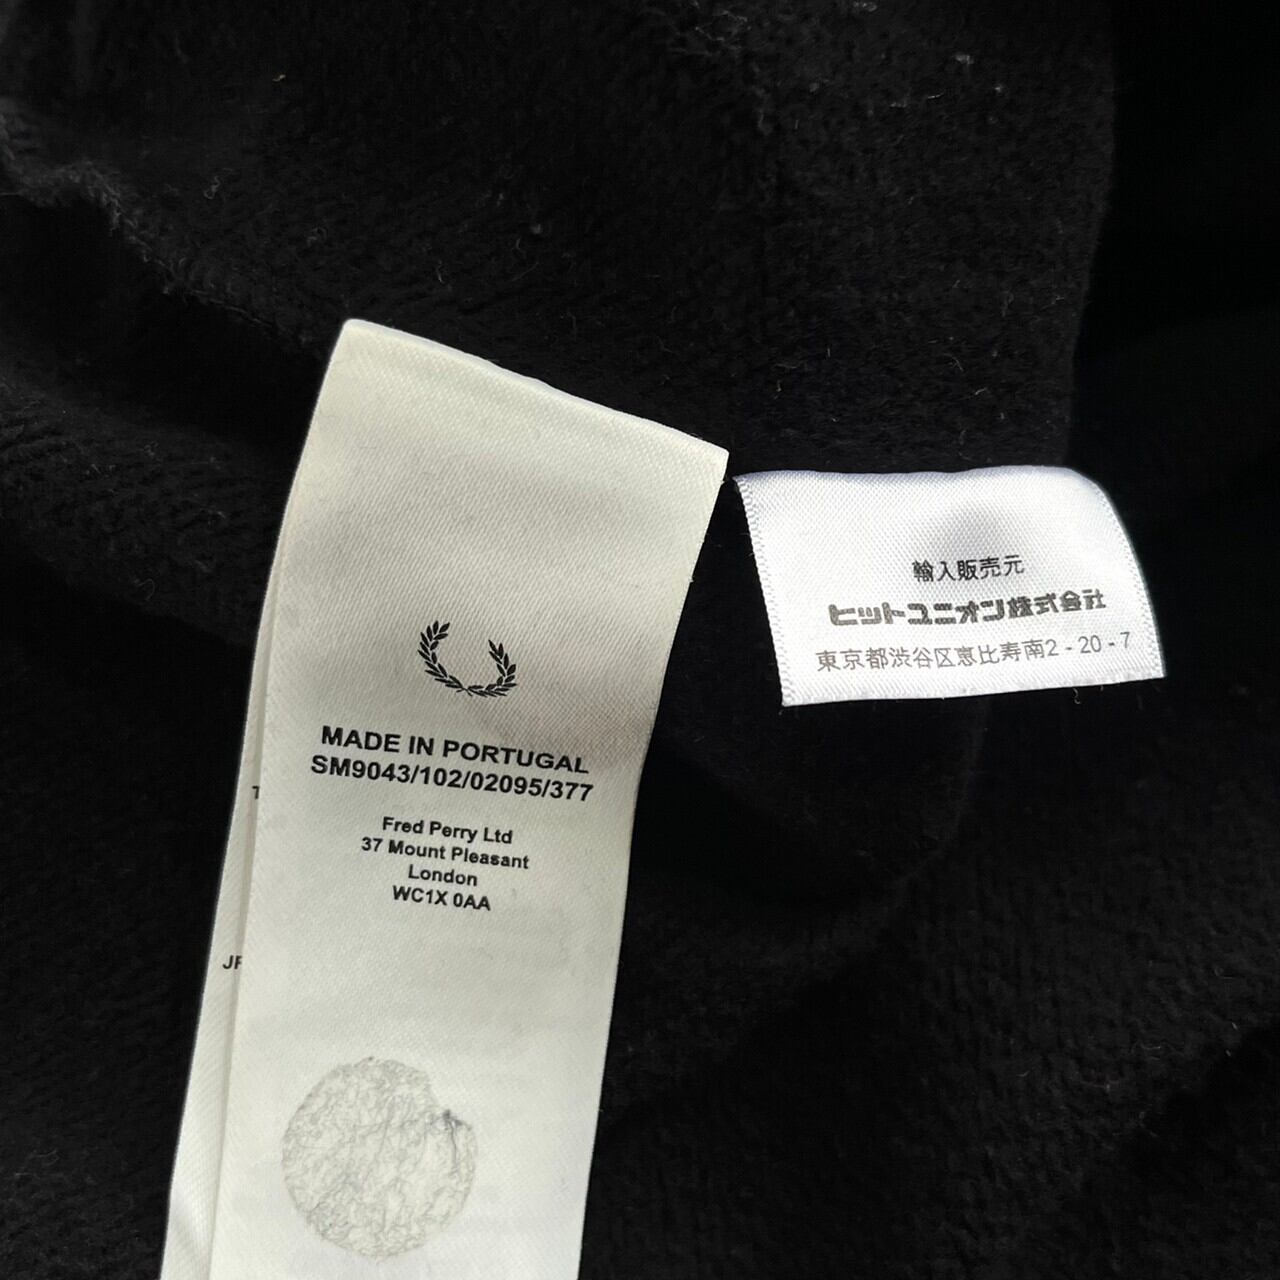 MADE IN PORTUGAL
SM9043/102/02095/377
Fred Perry Ltd
37 Mount Pleasant
London
WC1X 0AA
輸入販売元
ヒットユニオン株式会社
東京都渋谷区恵比寿南2-20-7